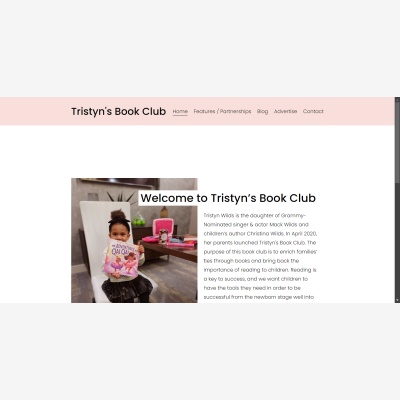 Tristyn's Book Club
Home Features / Partnerships Blog Advertise Contact
Welcome to Tristyn's Book Club
Tristyn Wilds is the daughter of Grammy-
Nominated singer & actor Mack Wilds and
children's author Christina Wilds. In April 2020,
her parents launched Tristyn's Book Club. The
purpose of this book club is to enrich families'
ties through books and bring back the
importance of reading to children. Reading is
a key to success, and we want children to
have the tools they need in order to be
successful from the newborn stage well into